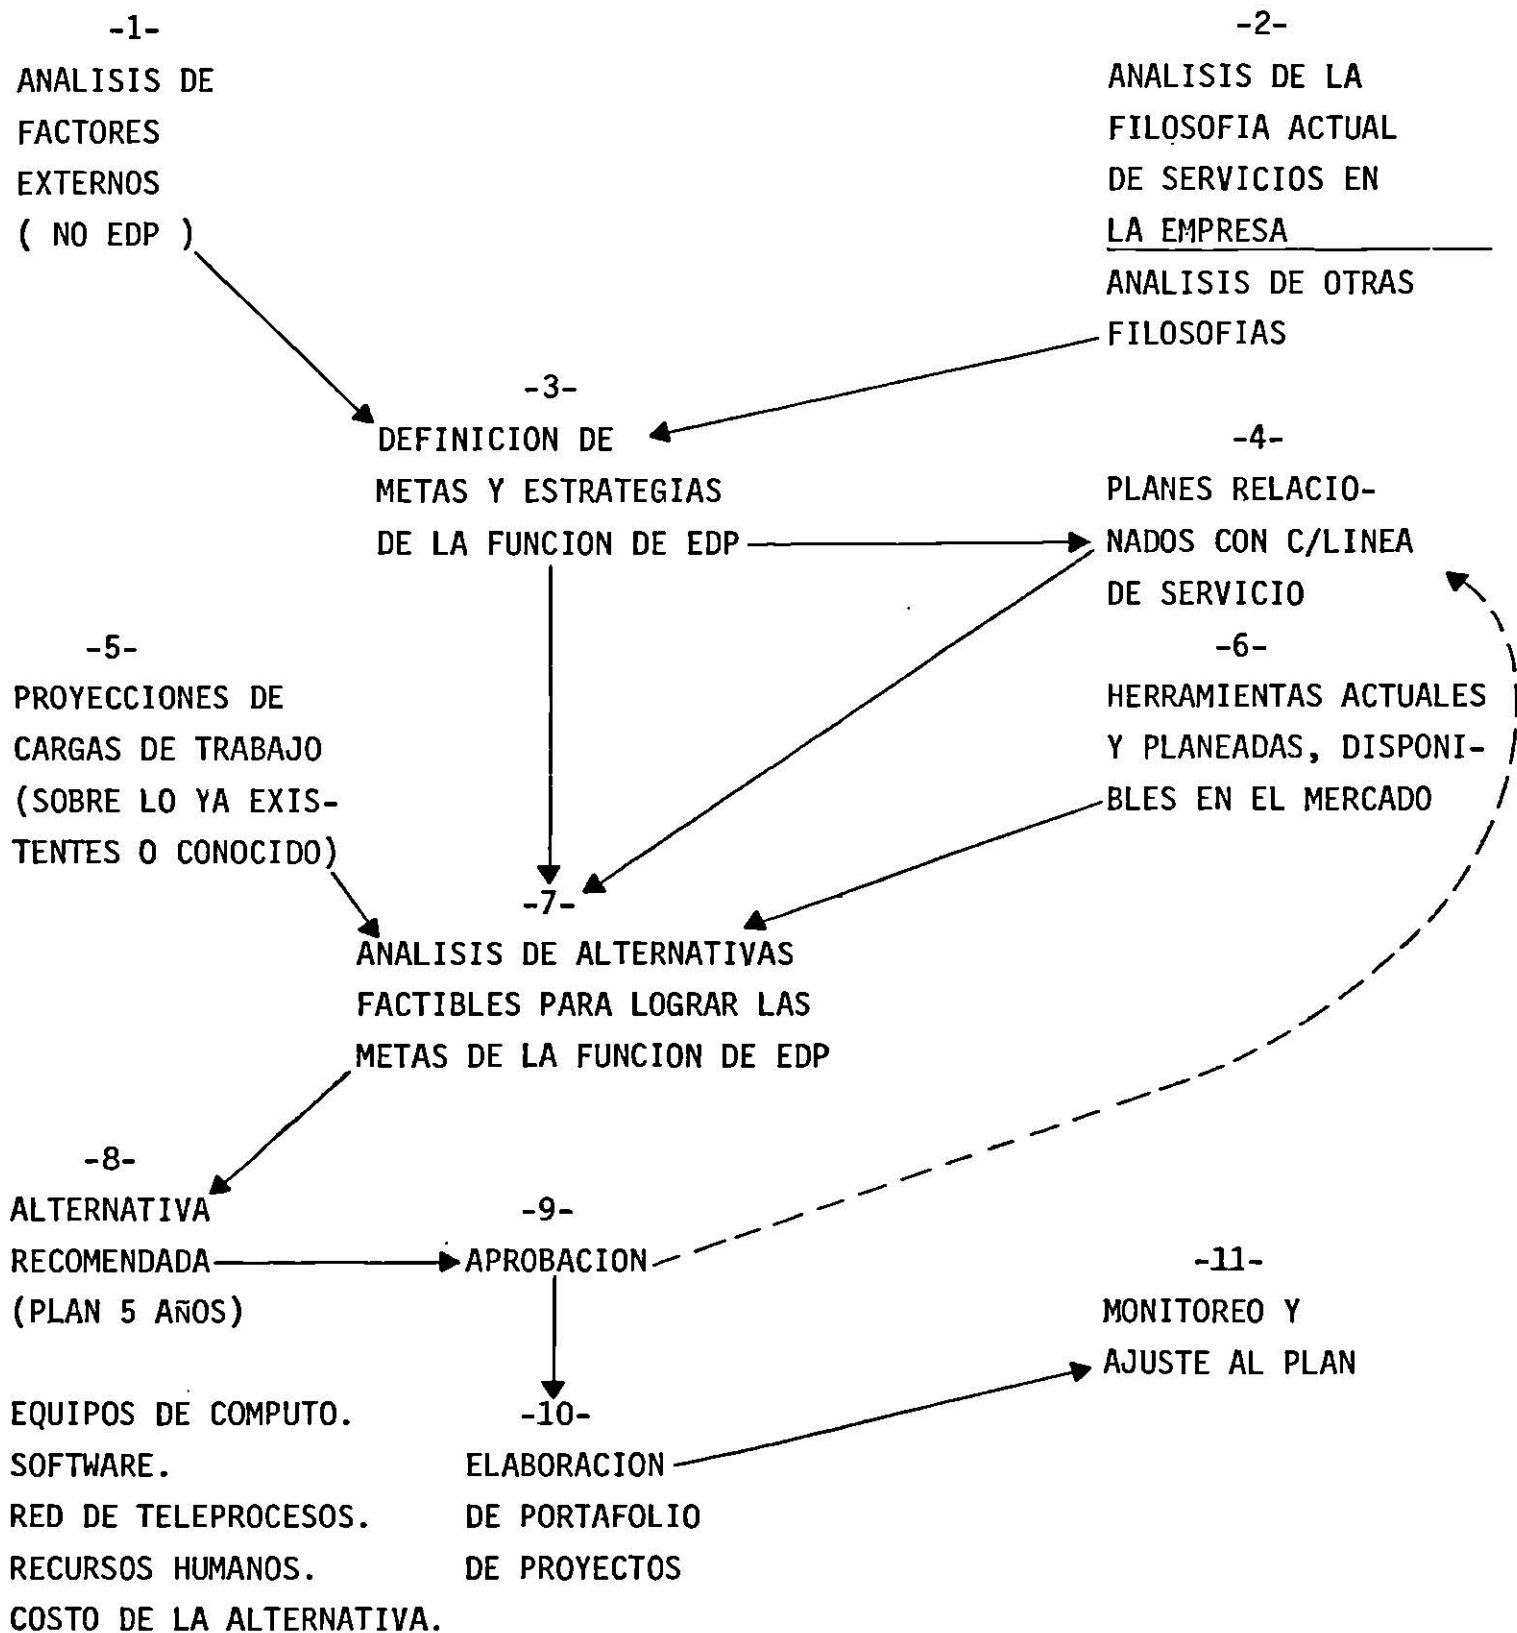 -1-
ANALISIS DE
FACTORES
EXTERNOS
( NO EDP )
-2-
ANALISIS DE LA
FILOSOFIA ACTUAL
DE SERVICIOS EN
LA EMPRESA
ANALISIS DE OTRAS
FILOSOFIAS
-3-
DEFINICION DE
METAS Y ESTRATEGIAS
DE LA FUNCION DE EDP
-4-
PLANES RELACIO-
NADOS CON C/LINEA
DE SERVICIO
-5-
PROYECCIONES DE
CARGAS DE TRABAJO
(SOBRE LO YA EXIS-
TENTES O CONOCIDO)
-6-
HERRAMIENTAS ACTUALES
Y PLANEADAS, DISPONI-
BLES EN EL MERCADO
-7-
ANALISIS DE ALTERNATIVAS
FACTIBLES PARA LOGRAR LAS
METAS DE LA FUNCION DE EDP
-8-
ALTERNATIVA
RECOMENDADA
(PLAN 5 AÑOS)
EQUIPOS DE COMPUTO.
SOFTWARE.
RED DE TELEPROCESOS.
RECURSOS HUMANOS.
COSTO DE LA ALTERNATIVA.
-9-
APROBACION
-10-
ELABORACION
DE PORTAFOLIO
DE PROYECTOS
-11-
MONITOREO Y
AJUSTE AL PLAN